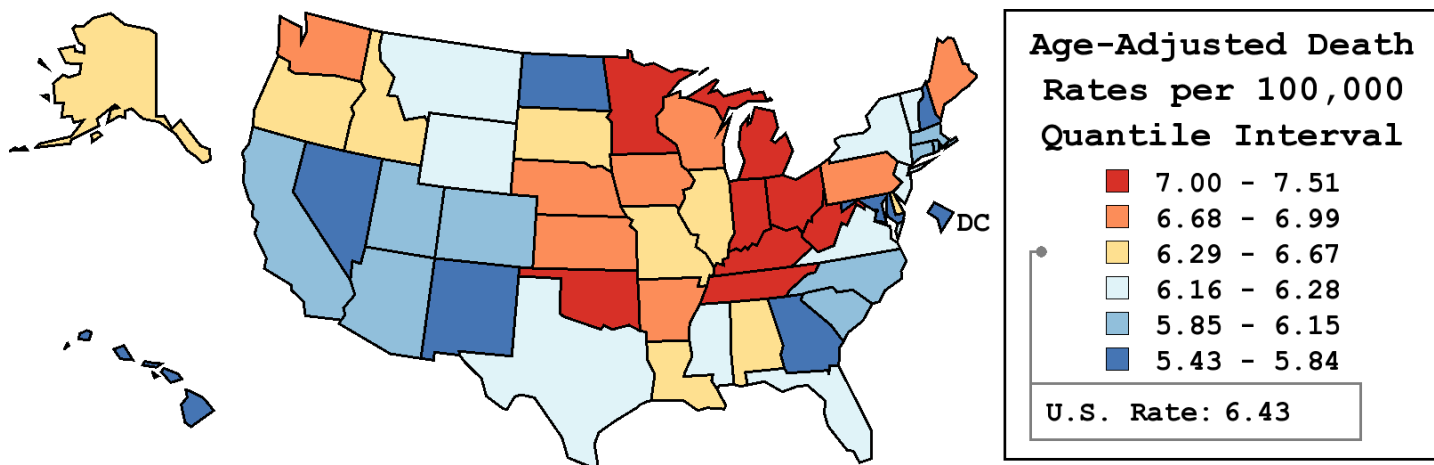 Age-Adjusted Death
Rates per 100,000
Quantile Interval
7.00 - 7.51
6.68 - 6.99
6.29 - 6.67
6.16 - 6.28
5.85 - 6.15
5.43 - 5.84
U.S. Rate: 6.43
DC